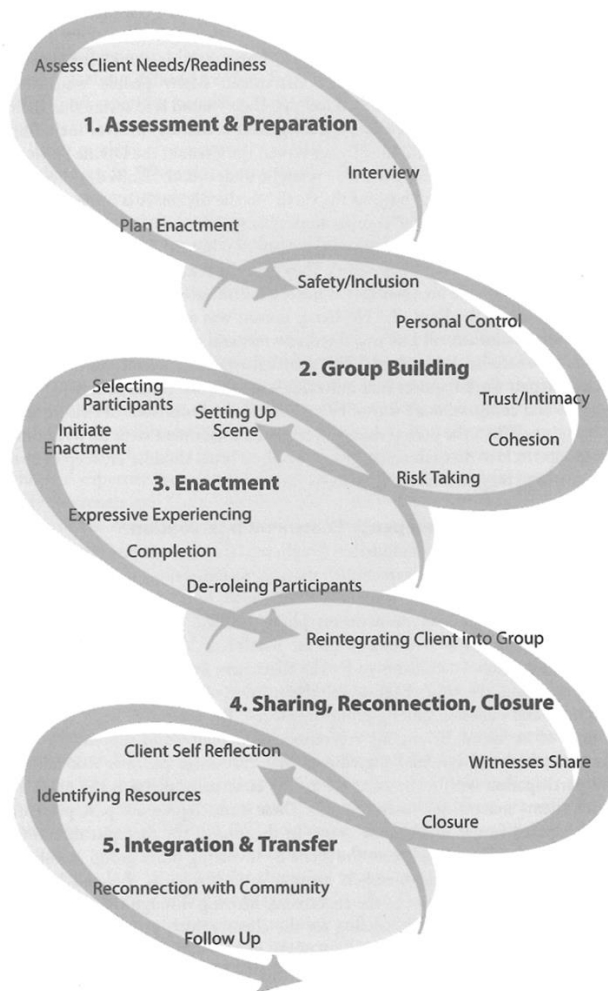 Assess Client Needs/Readiness
1. Assessment & Preparation
Interview
Plan Enactment
Safety/Inclusion
Personal Control
2. Group Building
Trust/Intimacy
Cohesion
Risk Taking
Setting Up
Scene
Selecting
Participants
Initiate
Enactment
3. Enactment
Expressive Experiencing
Completion
De-roleing Participants
Reintegrating Client into Group
4. Sharing, Reconnection, Closure
Witnesses Share
Closure
Client Self Reflection
Identifying Resources
5. Integration & Transfer
Reconnection with Community
Follow Up